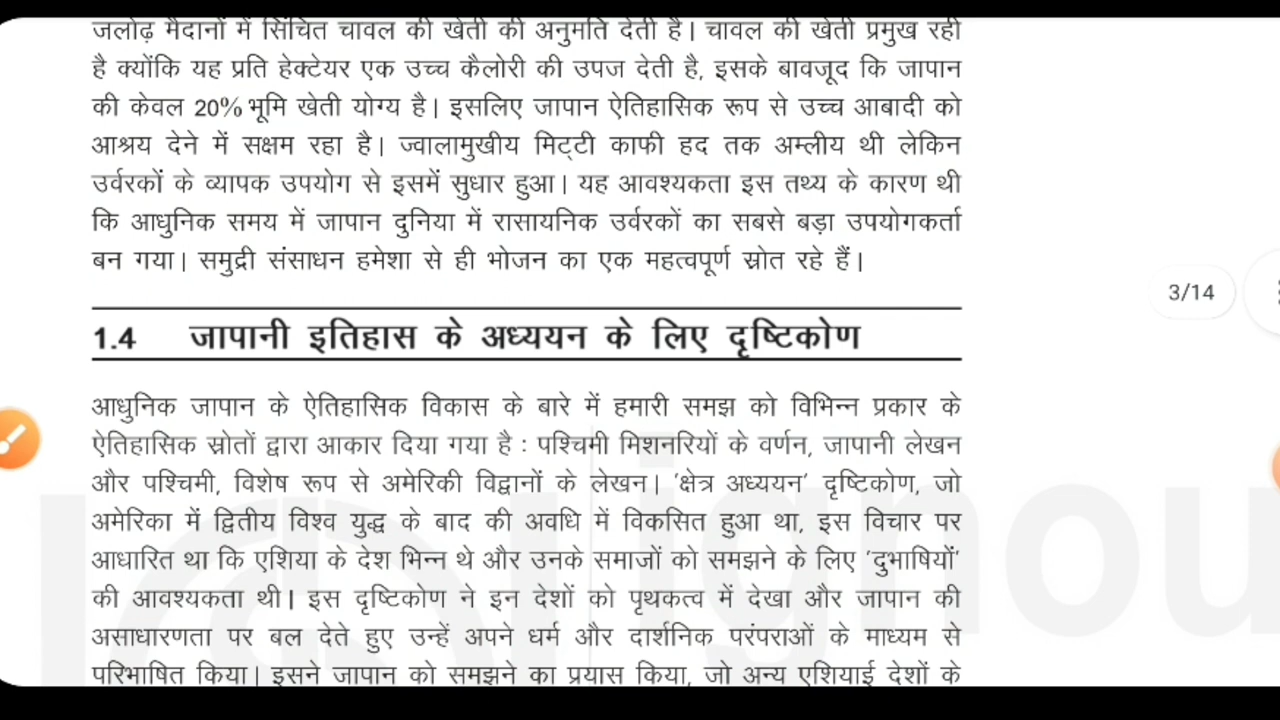 जलोढ़ मैदानों में सिंचित चावल की खेती की अनुमति देती है। चावल की खेती प्रमुख रही
है क्योंकि यह प्रति हेक्टेयर एक उच्च कैलोरी की उपज देती है, इसके बावजूद कि जापान
की केवल 20% भूमि खेती योग्य है। इसलिए जापान ऐतिहासिक रूप से उच्च आबादी को
आश्रय देने में सक्षम रहा है। ज्वालामुखीय मिट्टी काफी हद तक अम्लीय थी लेकिन
उर्वरकों के व्यापक उपयोग से इसमें सुधार हुआ। यह आवश्यकता इस तथ्य के कारण थी
कि आधुनिक समय में जापान दुनिया में रासायनिक उर्वरकों का सबसे बड़ा उपयोगकर्ता
बन गया। समुद्री संसाधन हमेशा से ही भोजन का एक महत्वपूर्ण स्रोत रहे हैं।
3/14
1.4 जापानी इतिहास के अध्ययन के लिए दृष्टिकोण
आधुनिक जापान के ऐतिहासिक विकास के बारे में हमारी समझ को विभिन्न प्रकार के
ऐतिहासिक स्रोतों द्वारा आकार दिया गया है : पश्चिमी मिशनरियों के वर्णन, जापानी लेखन
और पश्चिमी, विशेष रूप से अमेरिकी विद्वानों के लेखन। 'क्षेत्र अध्ययन' दृष्टिकोण, जो
अमेरिका में द्वितीय विश्व युद्ध के बाद की अवधि में विकसित हुआ था, इस विचार पर
आधारित था कि एशिया के देश भिन्न थे और उनके समाजों को समझने के लिए 'दुभाषियों'
की आवश्यकता थी। इस दृष्टिकोण ने इन देशों को पृथकत्व में देखा और जापान की
असाधारणता पर बल देते हुए उन्हें अपने धर्म और दार्शनिक परंपराओं के माध्यम से
परिभाषित किया। इसने जापान को समझने का प्रयास किया, जो अन्य एशियाई देशों के
ignou